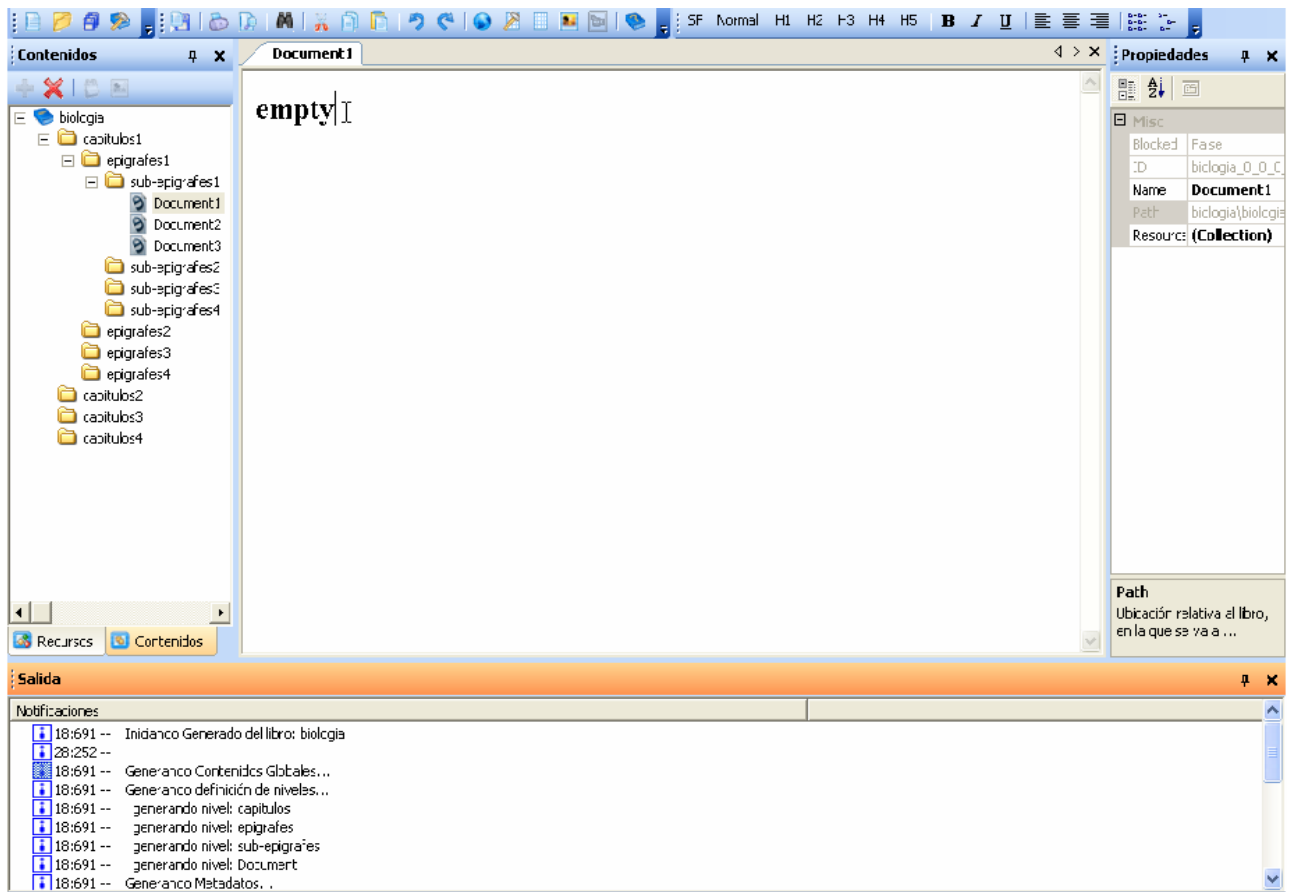 SF Normal H1 H2 H3 H4 H5 B I U
Contenidos
biologia
capitulos1
epigrafes1
sub-epigrafes1
Document1
Document2
Document3
sub-epigrafes2
sub-epigrafes3
sub-epigrafes4
epigrafes2
epigrafes3
epigrafes4
capitulos2
capitulos3
capitulos4
Recursos Contenidos
Document1
empty
Propiedades
Misc
Blocked False
ID biologia_0_0_0_
Name Document1
Path biologia\biologia
Resource (Collection)
Path
Ubicación relativa al libro,
en la que se va a ...
Salida
Notificaciones
18:691 -- Iniciando Generado del libro: biologia
28:252 --
18:691 -- Generando Contenidos Globales...
18:691 -- Generando definición de niveles...
18:691 -- generando nivel: capitulos
18:691 -- generando nivel: epigrafes
18:691 -- generando nivel: sub-epigrafes
18:691 -- generando nivel: Document
18:691 -- Generando Metadatos...